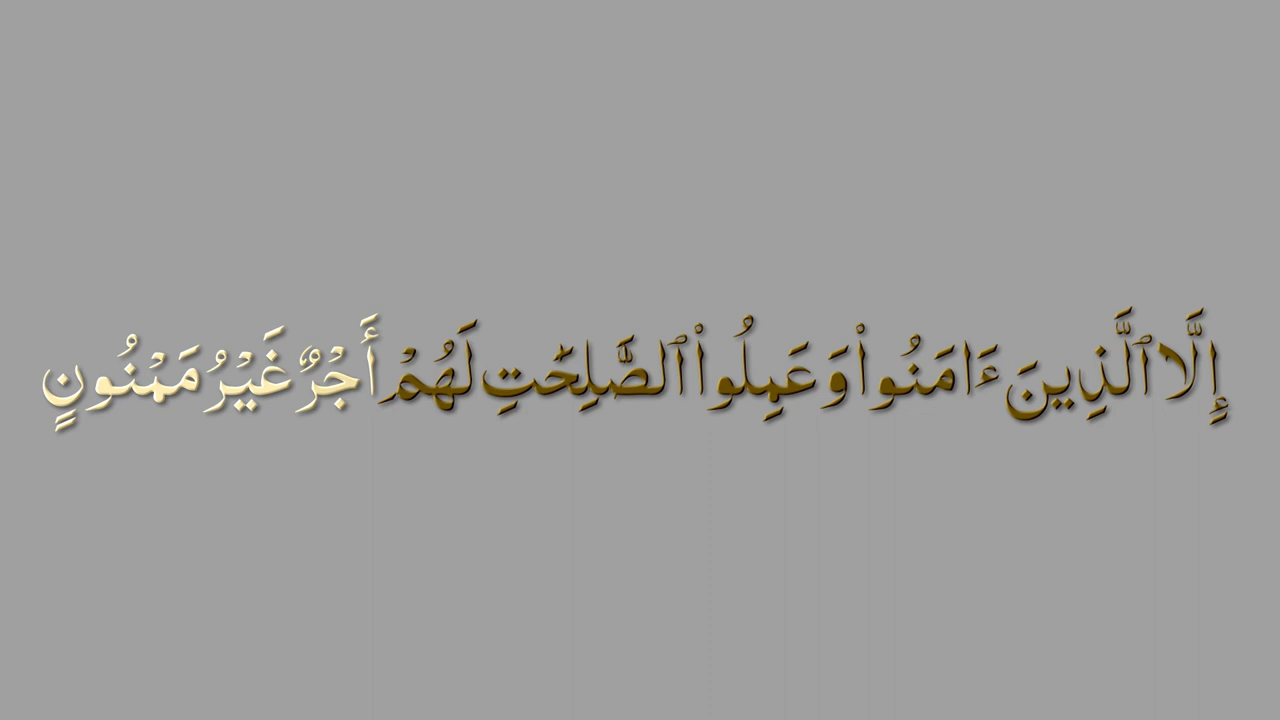 إِلَّا ٱلَّذِينَ ءَامَنُوا۟ وَعَمِلُوا۟ ٱلصَّٰلِحَٰتِ لَهُمْ أَجْرٌ غَيْرُ مَمْنُونٍۭ